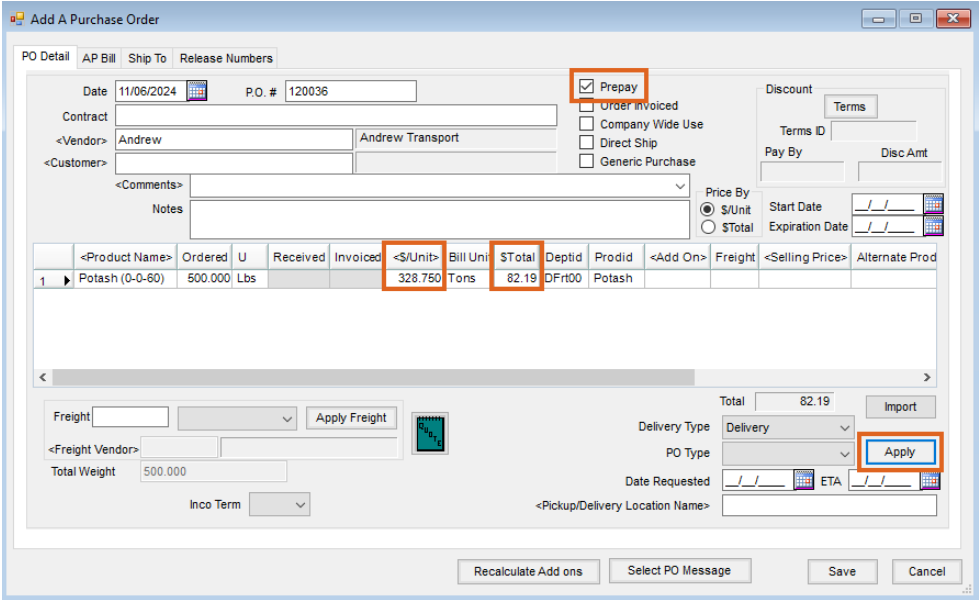 Add A Purchase Order
PO Detail AP Bill Ship To Release Numbers
Date 11/06/2024 P.O. # 120036
Contract
<Vendor> Andrew Andrew Transport
<Customer>
<Comments>
Notes
Prepay
Order Invoiced
Company Wide Use
Direct Ship
Generic Purchase
Discount
Terms
Terms ID
Pay By Disc Amt
Price By
$/Unit
$Total
Start Date _/_/____
Expiration Date _/_/____
<Product Name> Ordered U Received Invoiced <$/Unit> Bill Uni $Total Deptid Prodid <Add On> Freight <Selling Price> Alternate Prod
1 Potash (0-0-60) 500.000 Lbs 328.750 Tons 82.19 DFrt00 Potash
Freight Apply Freight
QUOTE
<Freight Vendor>
Total Weight 500.000
Inco Term
Total 82.19 Import
Delivery Type Delivery
PO Type Apply
Date Requested _/_/____ ETA _/_/____
<Pickup/Delivery Location Name>
Recalculate Add ons Select PO Message Save Cancel